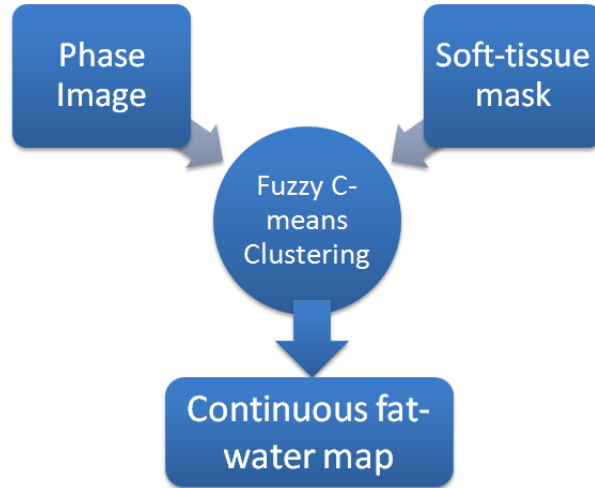 Phase
Image
Soft-tissue
mask
Fuzzy C-
means
Clustering
Continuous fat-
water map